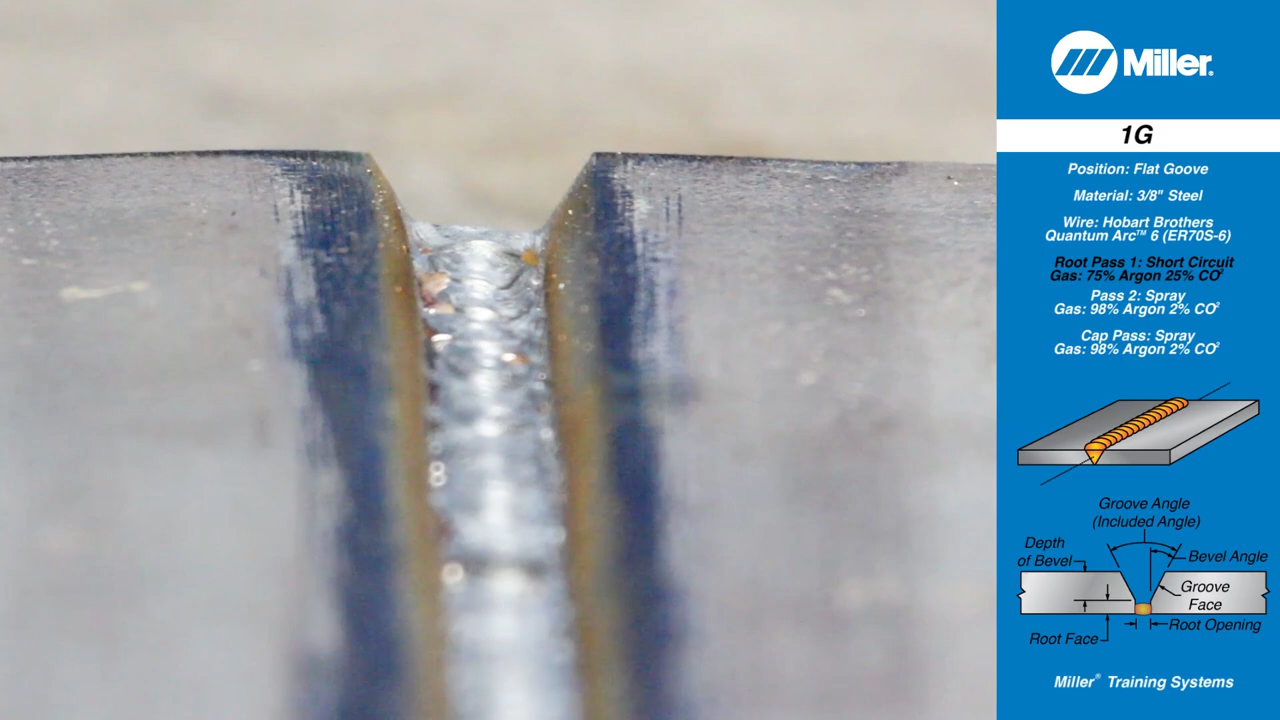 Miller®
1G
Position: Flat Goove
Material: 3/8" Steel
Wire: Hobart Brothers
Quantum Arc™ 6 (ER70S-6)
Root Pass 1: Short Circuit
Gas: 75% Argon 25% CO²
Pass 2: Spray
Gas: 98% Argon 2% CO²
Cap Pass: Spray
Gas: 98% Argon 2% CO²
Groove Angle
(Included Angle)
Depth
of Bevel
Bevel Angle
Groove
Face
Root Opening
Root Face
Miller® Training Systems